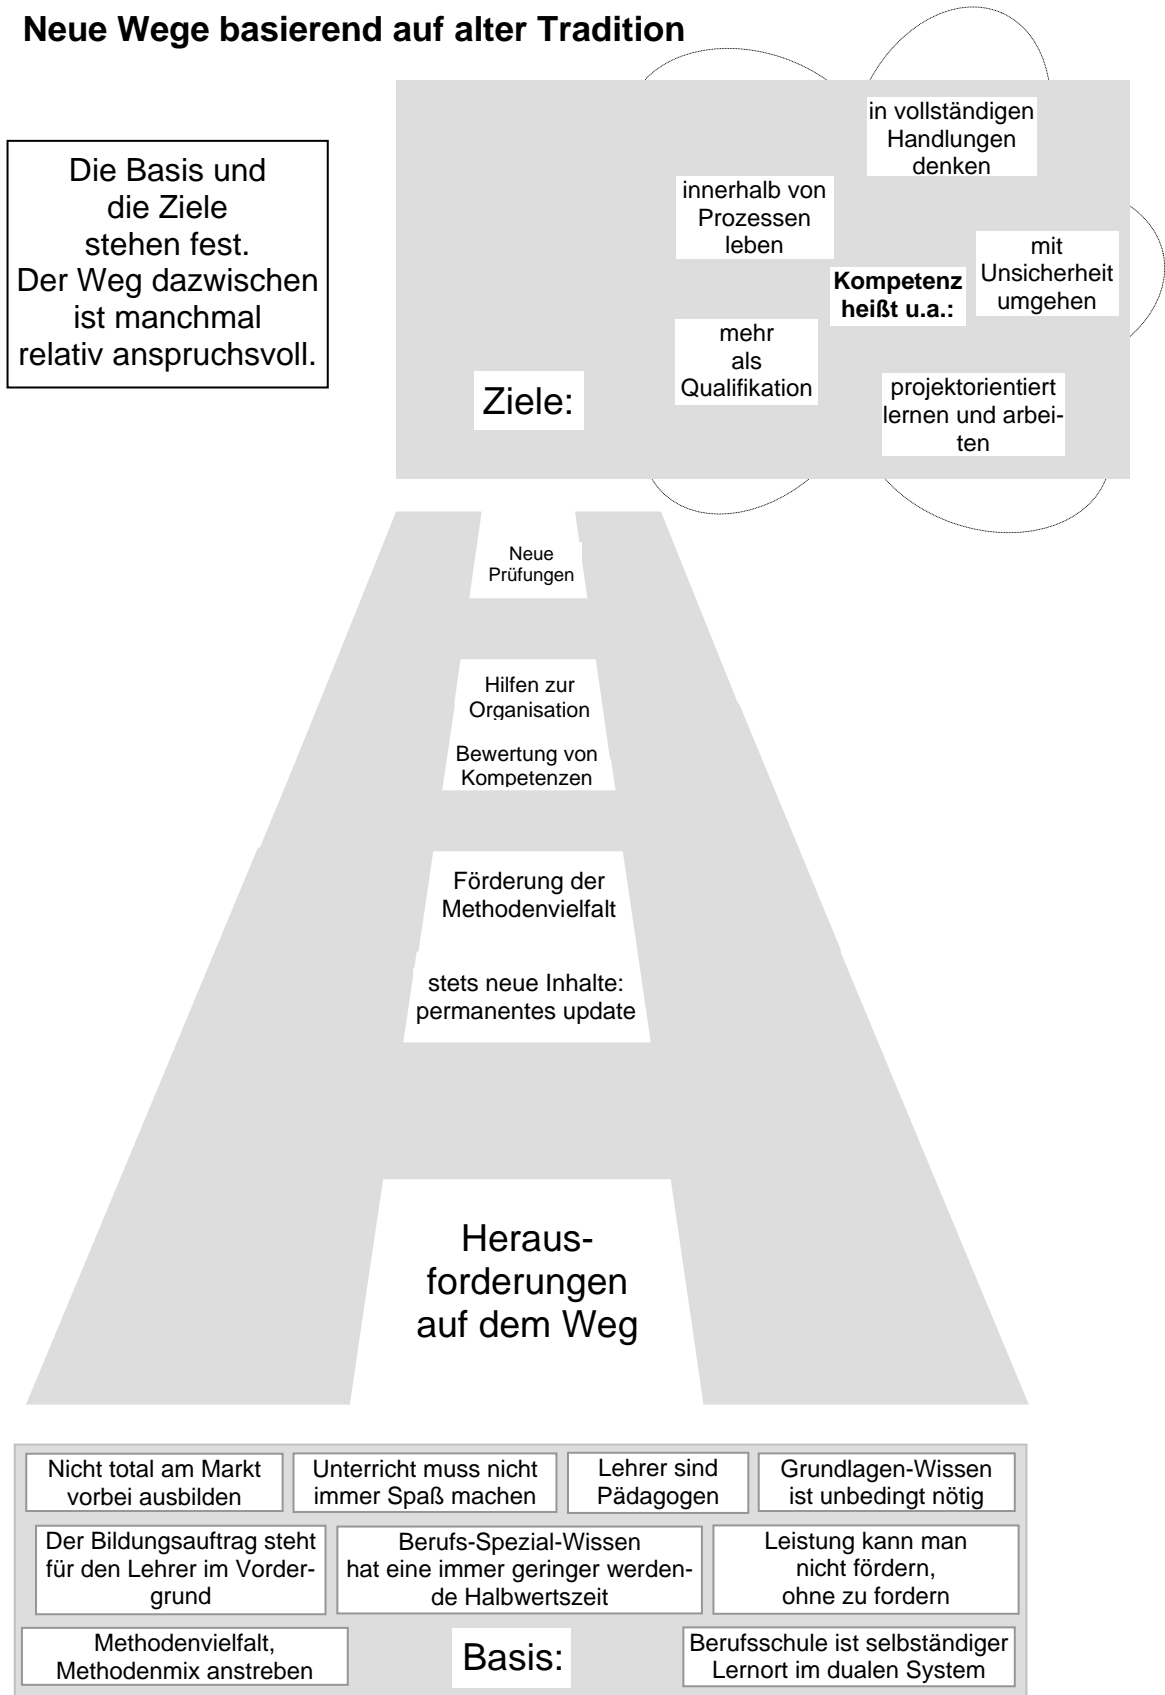 Neue Wege basierend auf alter Tradition
Die Basis und
die Ziele
stehen fest.
Der Weg dazwischen
ist manchmal
relativ anspruchsvoll.
in vollständigen
Handlungen
denken
innerhalb von
Prozessen
leben
mit
Unsicherheit
umgehen
Kompetenz
heißt u.a.:
mehr
als
Qualifikation
Ziele:
projektorientiert
lernen und arbei-
ten
Neue
Prüfungen
Hilfen zur
Organisation
Bewertung von
Kompetenzen
Förderung der
Methodenvielfalt
stets neue Inhalte:
permanentes update
Heraus-
forderungen
auf dem Weg
Nicht total am Markt
vorbei ausbilden
Unterricht muss nicht
immer Spaß machen
Lehrer sind
Pädagogen
Grundlagen-Wissen
ist unbedingt nötig
Der Bildungsauftrag steht
für den Lehrer im Vorder-
grund
Berufs-Spezial-Wissen
hat eine immer geringer werden-
de Halbwertszeit
Leistung kann man
nicht fördern,
ohne zu fordern
Methodenvielfalt,
Methodenmix anstreben
Basis:
Berufsschule ist selbständiger
Lernort im dualen System